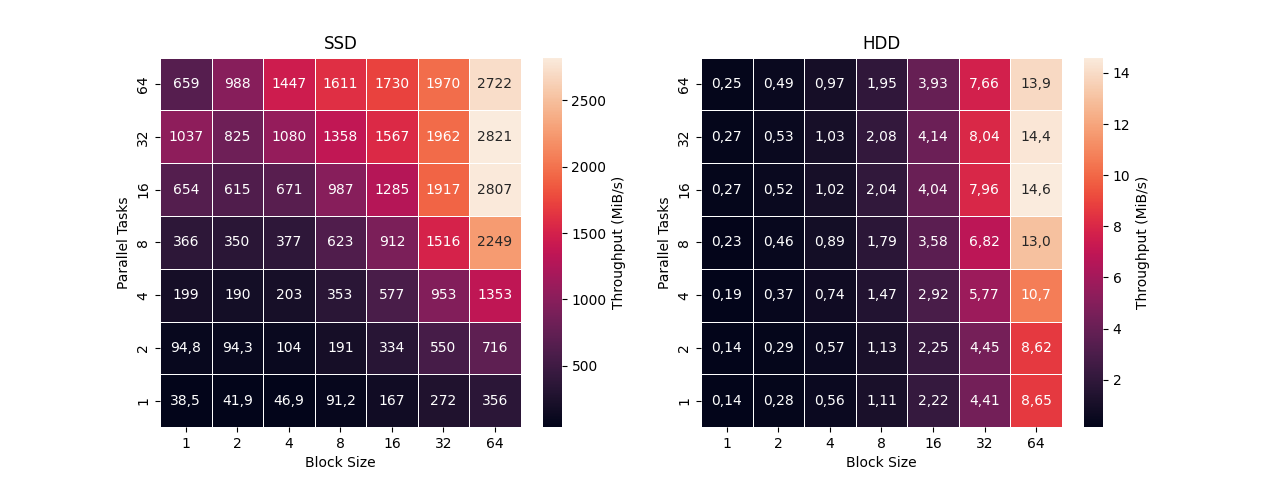 SSD
64 659 988 1447 1611 1730 1970 2722
32 1037 825 1080 1358 1567 1962 2821
16 654 615 671 987 1285 1917 2807
8 366 350 377 623 912 1516 2249
4 199 190 203 353 577 953 1353
2 94,8 94,3 104 191 334 550 716
1 38,5 41,9 46,9 91,2 167 272 356
1 2 4 8 16 32 64
Block Size
Parallel Tasks
2500
2000
1500
1000
500
Throughput (MiB/s)
HDD
64 0,25 0,49 0,97 1,95 3,93 7,66 13,9
32 0,27 0,53 1,03 2,08 4,14 8,04 14,4
16 0,27 0,52 1,02 2,04 4,04 7,96 14,6
8 0,23 0,46 0,89 1,79 3,58 6,82 13,0
4 0,19 0,37 0,74 1,47 2,92 5,77 10,7
2 0,14 0,29 0,57 1,13 2,25 4,45 8,62
1 0,14 0,28 0,56 1,11 2,22 4,41 8,65
1 2 4 8 16 32 64
Block Size
Parallel Tasks
14
12
10
8
6
4
2
Throughput (MiB/s)